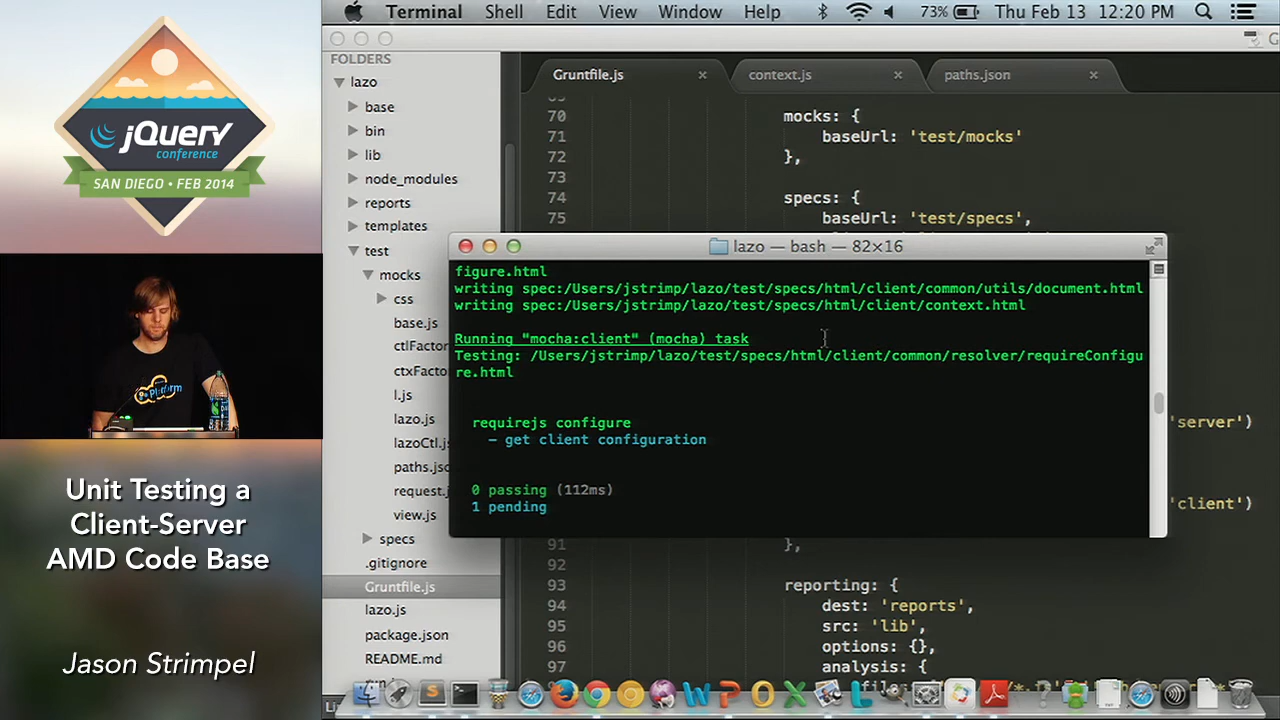 jQuery
conference
SAN DIEGO • FEB 2014
Platform
Unit Testing a
Client-Server
AMD Code Base
Jason Strimpel
Terminal Shell Edit View Window Help 73% Thu Feb 13 12:20 PM
FOLDERS
lazo
base
bin
lib
node_modules
reports
templates
test
mocks
css
base.js
ctlFactor
ctxFacto
l.js
lazo.js
lazoCtl.js
paths.jso
request.j
view.js
specs
.gitignore
Gruntfile.js
lazo.js
package.json
README.md
Gruntfile.js × context.js × paths.json ×
70 mocks: {
71 baseUrl: 'test/mocks'
72 },
73
74 specs: {
75 baseUrl: 'test/specs',
lazo — bash — 82×16
figure.html
writing spec:/Users/jstrimp/lazo/test/specs/html/client/common/utils/document.html
writing spec:/Users/jstrimp/lazo/test/specs/html/client/context.html
Running "mocha:client" (mocha) task
Testing: /Users/jstrimp/lazo/test/specs/html/client/common/resolver/requireConfigu
re.html
requirejs configure
- get client configuration
0 passing (112ms)
1 pending
'server')
'client')
91 },
92
93 reporting: {
94 dest: 'reports',
95 src: 'lib',
96 options: {},
97 analysis: {